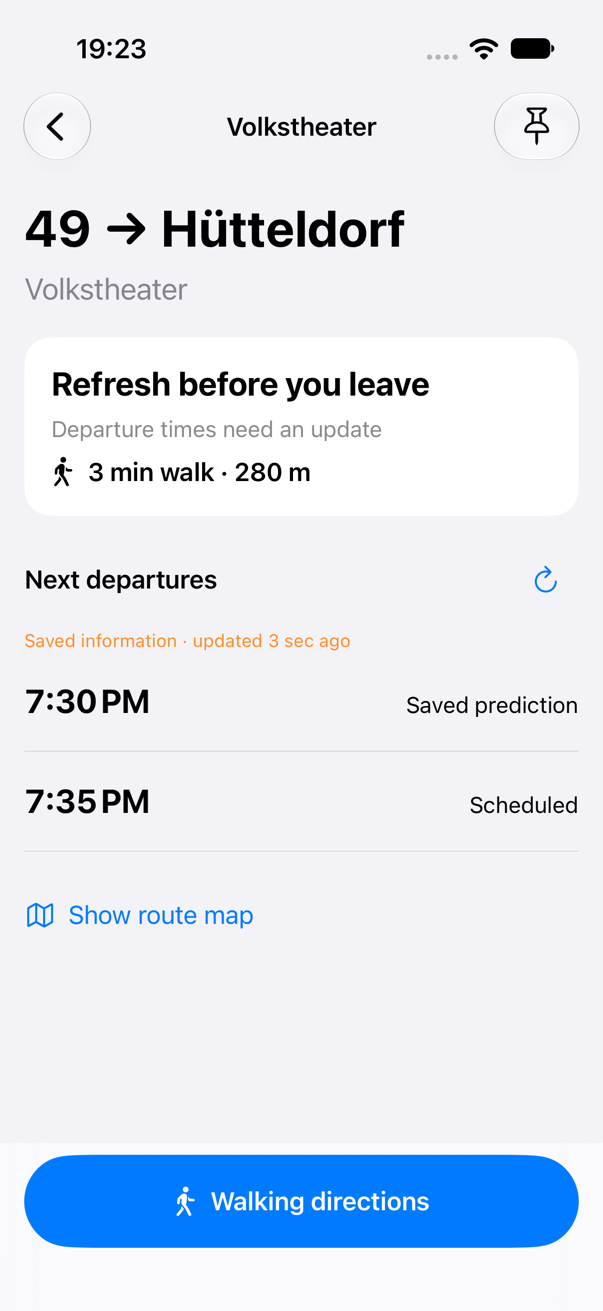 19:23
Volkstheater
49 → Hütteldorf
Volkstheater
Refresh before you leave
Departure times need an update
3 min walk · 280 m
Next departures
Saved information · updated 3 sec ago
7:30 PM Saved prediction
7:35 PM Scheduled
Show route map
Walking directions